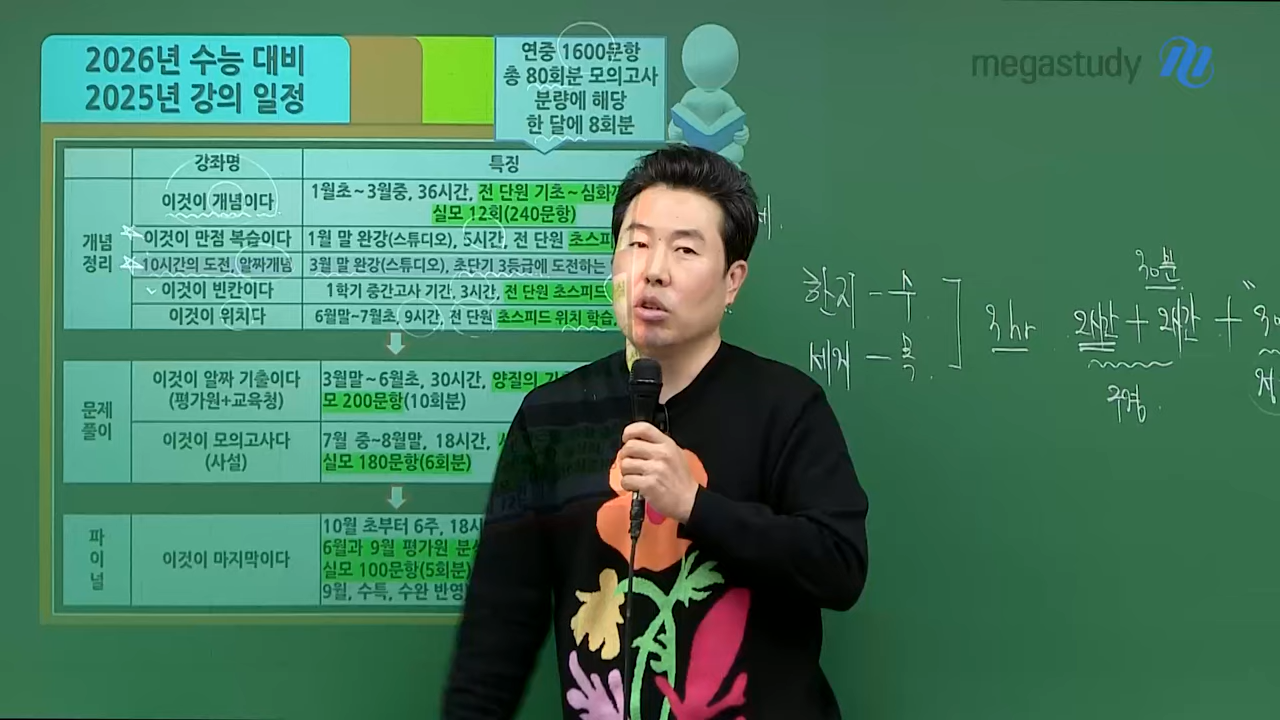 2026년 수능 대비
2025년 강의 일정
연중 1600문항
총 80회분 모의고사
분량에 해당
한 달에 8회분
megastudy
강좌명
특징
개념
정리
이것이 개념이다
1월초~3월중, 36시간, 전 단원 기초~심화
실모 12회(240문항)
이것이 만점 복습이다
1월 말 완강(스튜디오), 5시간, 전 단원 초스피
10시간의 도전, 알짜개념
3월 말 완강(스튜디오), 초단기 3등급에 도전하는
이것이 빈칸이다
1학기 중간고사 기간, 3시간, 전 단원 초스피드
이것이 위치다
6월말~7월초, 9시간, 전 단원 초스피드 위치 학습,
문제
풀이
이것이 알짜 기출이다
(평가원+교육청)
3월말~6월초, 30시간, 양질의
모 200문항(10회분)
이것이 모의고사다
(사설)
7월 중~8월말, 18시간,
실모 180문항(6회분)
파
이
널
이것이 마지막이다
10월 초부터 6주, 18시
6월과 9월 평가원 분
실모 100문항(5회분)
9월, 수특, 수완 반영
한지 - 수
세계 - 목
3hr
30분
2시간 + 2시간 +